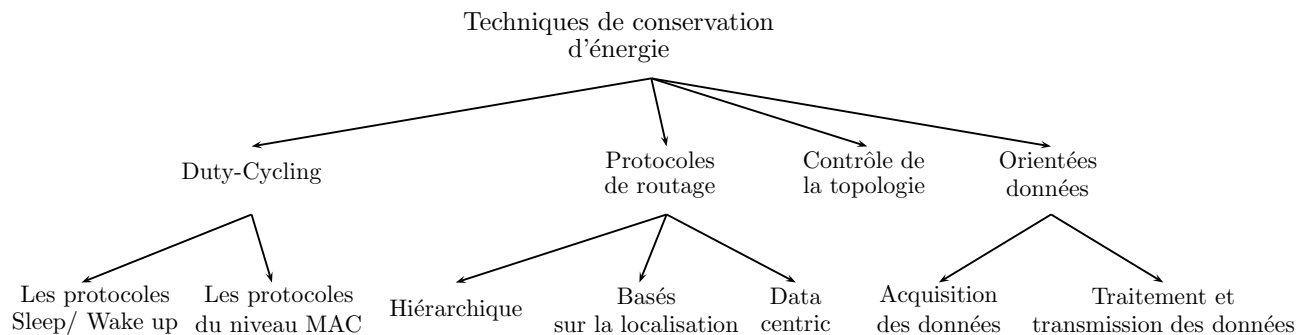 Techniques de conservation
d'énergie
Duty-Cycling
Protocoles
de routage
Contrôle de
la topologie
Orientées
données
Les protocoles
Sleep/ Wake up
Les protocoles
du niveau MAC
Hiérarchique
Basés
sur la localisation
Data
centric
Acquisition
des données
Traitement et
transmission des données